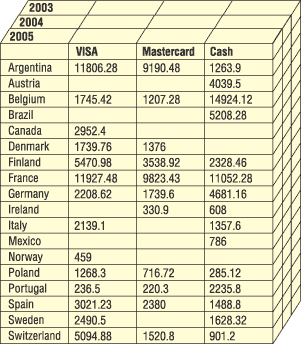 2003
2004
2005
VISA Mastercard Cash
Argentina 11806.28 9190.48 1263.9
Austria 4039.5
Belgium 1745.42 1207.28 14924.12
Brazil 5208.28
Canada 2952.4
Denmark 1739.76 1376
Finland 5470.98 3538.92 2328.46
France 11927.48 9823.43 11052.28
Germany 2208.62 1739.6 4681.16
Ireland 330.9 608
Italy 2139.1 1357.6
Mexico 786
Norway 459
Poland 1268.3 716.72 285.12
Portugal 236.5 220.3 2235.8
Spain 3021.23 2380 1488.8
Sweden 2490.5 1628.32
Switzerland 5094.88 1520.8 901.2